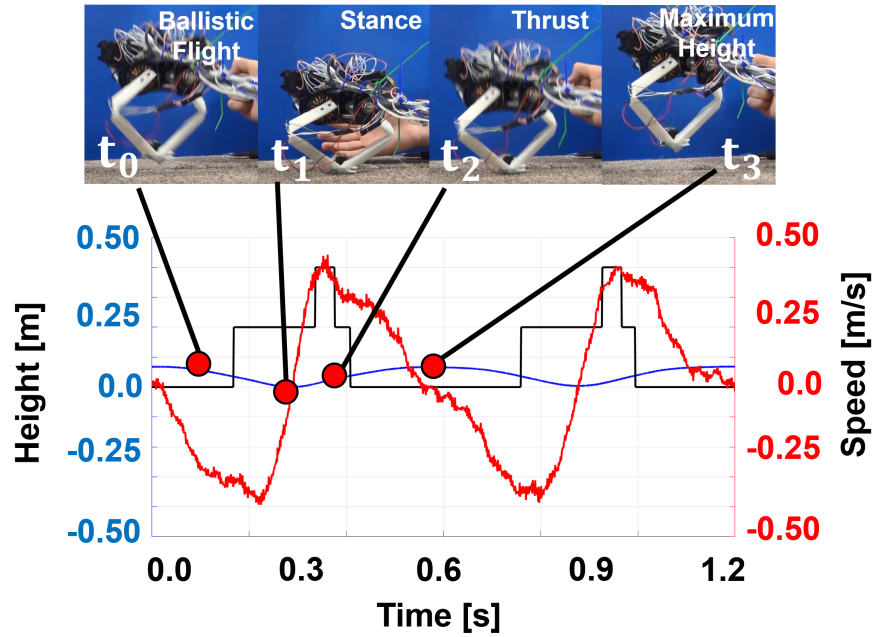 Ballistic
Flight
Stance
Thrust
Maximum
Height
t0
t1
t2
t3
0.50
0.25
0.0
-0.25
-0.50
Height [m]
0.50
0.25
0.0
-0.25
-0.50
Speed [m/s]
0.0 0.3 0.6 0.9 1.2
Time [s]